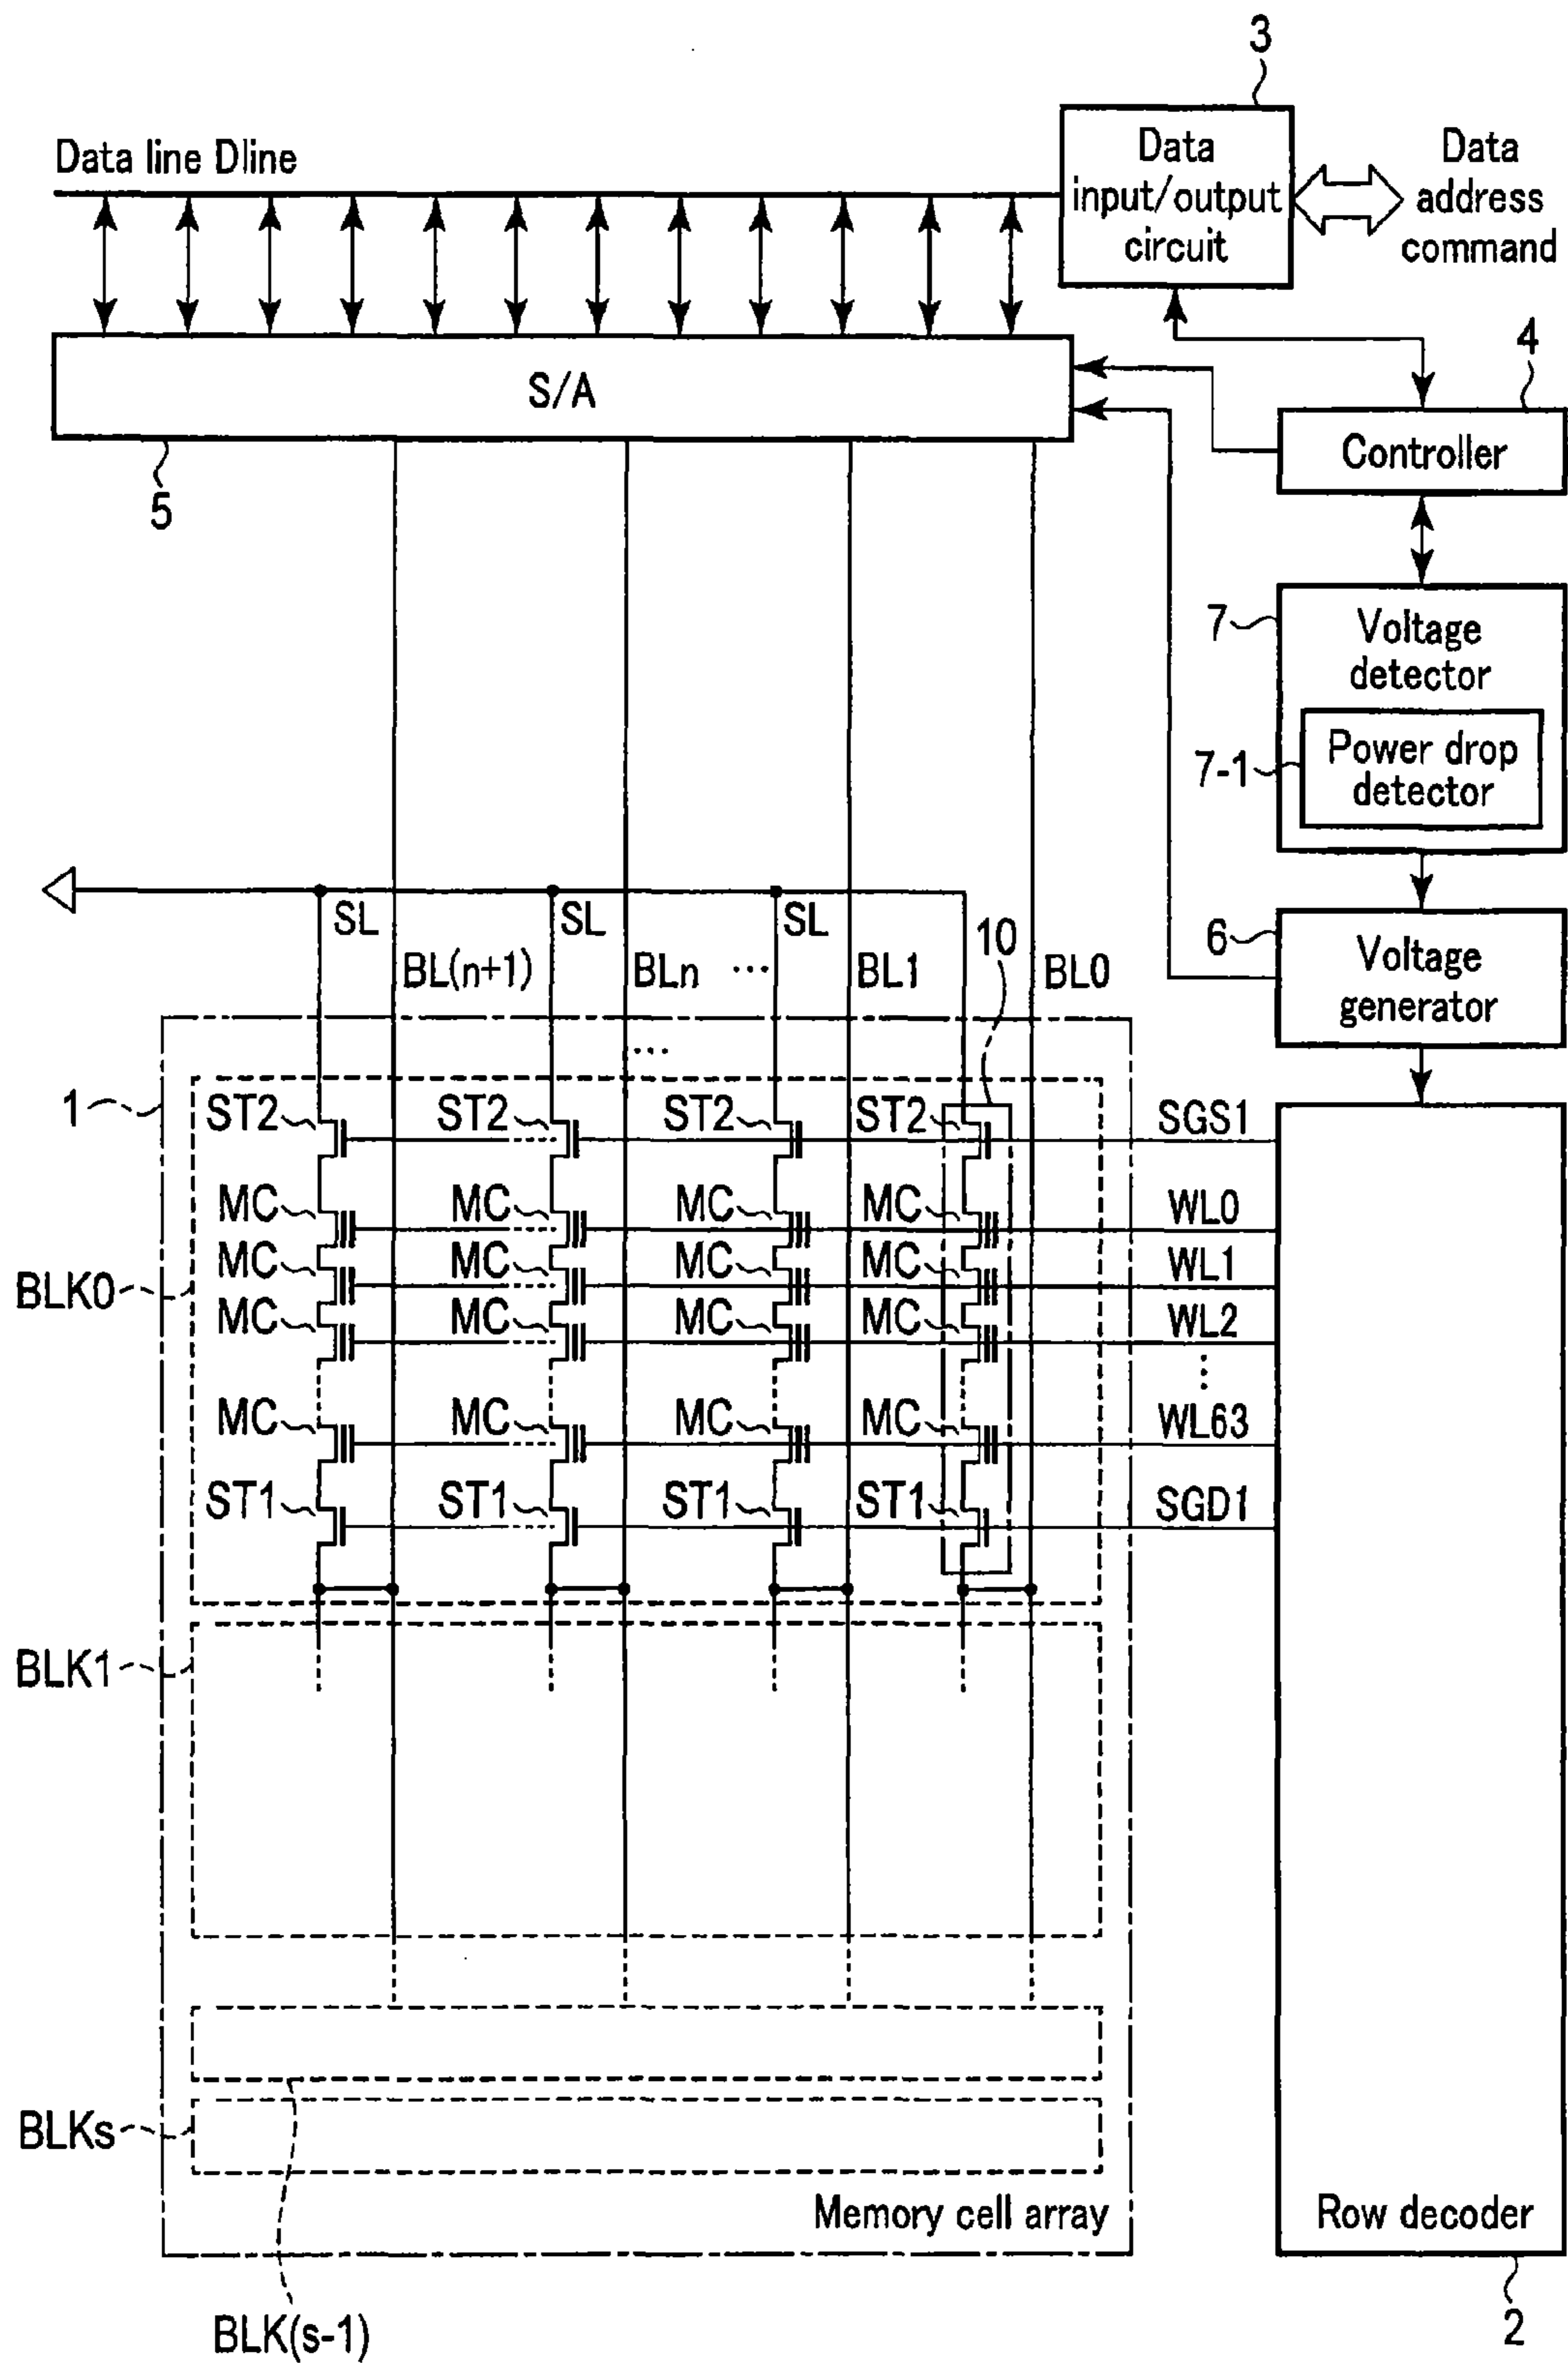 3
Data line Dline
Data
input/output
circuit
Data
address
command
4
S/A
Controller
5
7
Voltage
detector
7-1
Power drop
detector
SL
SL
SL
10
6
Voltage
generator
BL(n+1)
BLn
...
BL1
BL0
...
1
ST2
ST2
ST2
ST2
SGS1
MC
MC
MC
MC
WL0
BLK0
MC
MC
MC
MC
WL1
MC
MC
MC
MC
WL2
...
MC
MC
MC
MC
WL63
ST1
ST1
ST1
ST1
SGD1
BLK1
BLKs
Memory cell array
Row decoder
BLK(s-1)
2